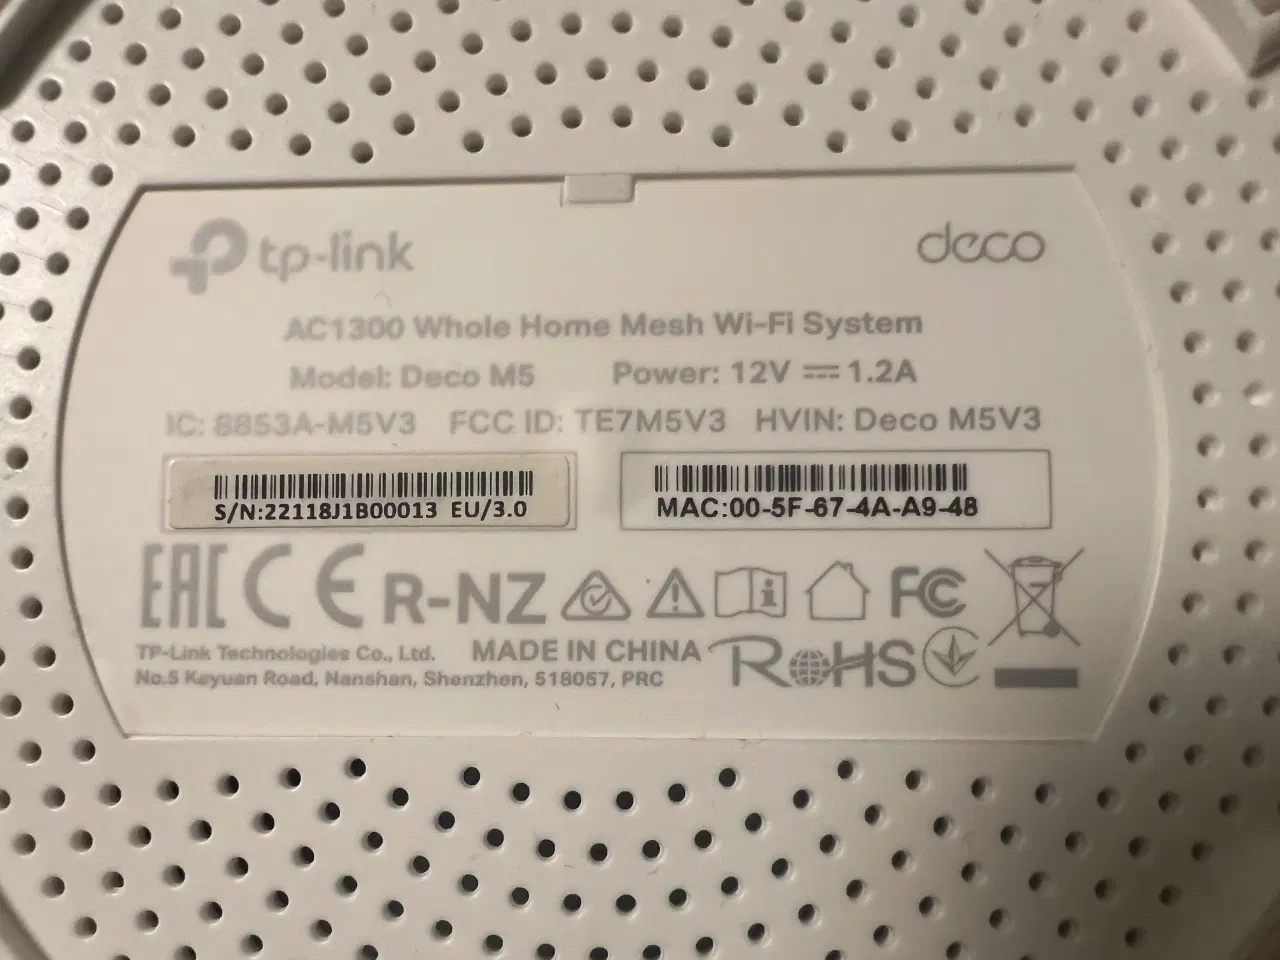 tp-link
deco
AC1300 Whole Home Mesh Wi-Fi System
Model: Deco M5 Power: 12V ⎓ 1.2A
IC: 8853A-M5V3 FCC ID: TE7M5V3 HVIN: Deco M5V3
S/N:22118J1B00013 EU/3.0
MAC:00-5F-67-4A-A9-48
EAC CE R-NZ FC
TP-Link Technologies Co., Ltd. MADE IN CHINA RoHS
No.5 Keyuan Road, Nanshan, Shenzhen, 518057, PRC